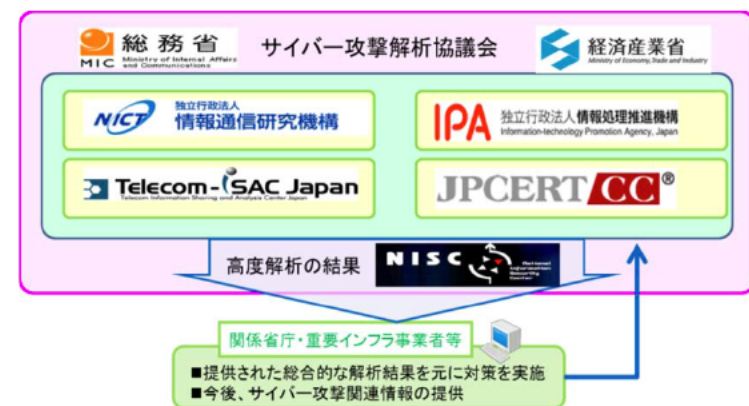 総務省
MIC Ministry of Internal Affairs
and Communications
サイバー攻撃解析協議会
経済産業省
Ministry of Economy, Trade and Industry
NICT
独立行政法人
情報通信研究機構
IPA
独立行政法人情報処理推進機構
Information-technology Promotion Agency, Japan
Telecom-iSAC Japan
Telecom Information Sharing and Analysis Center Japan
JPCERT CC®
高度解析の結果
NISC
National
Information
Security
Center
関係省庁・重要インフラ事業者等
■提供された総合的な解析結果を元に対策を実施
■今後、サイバー攻撃関連情報の提供